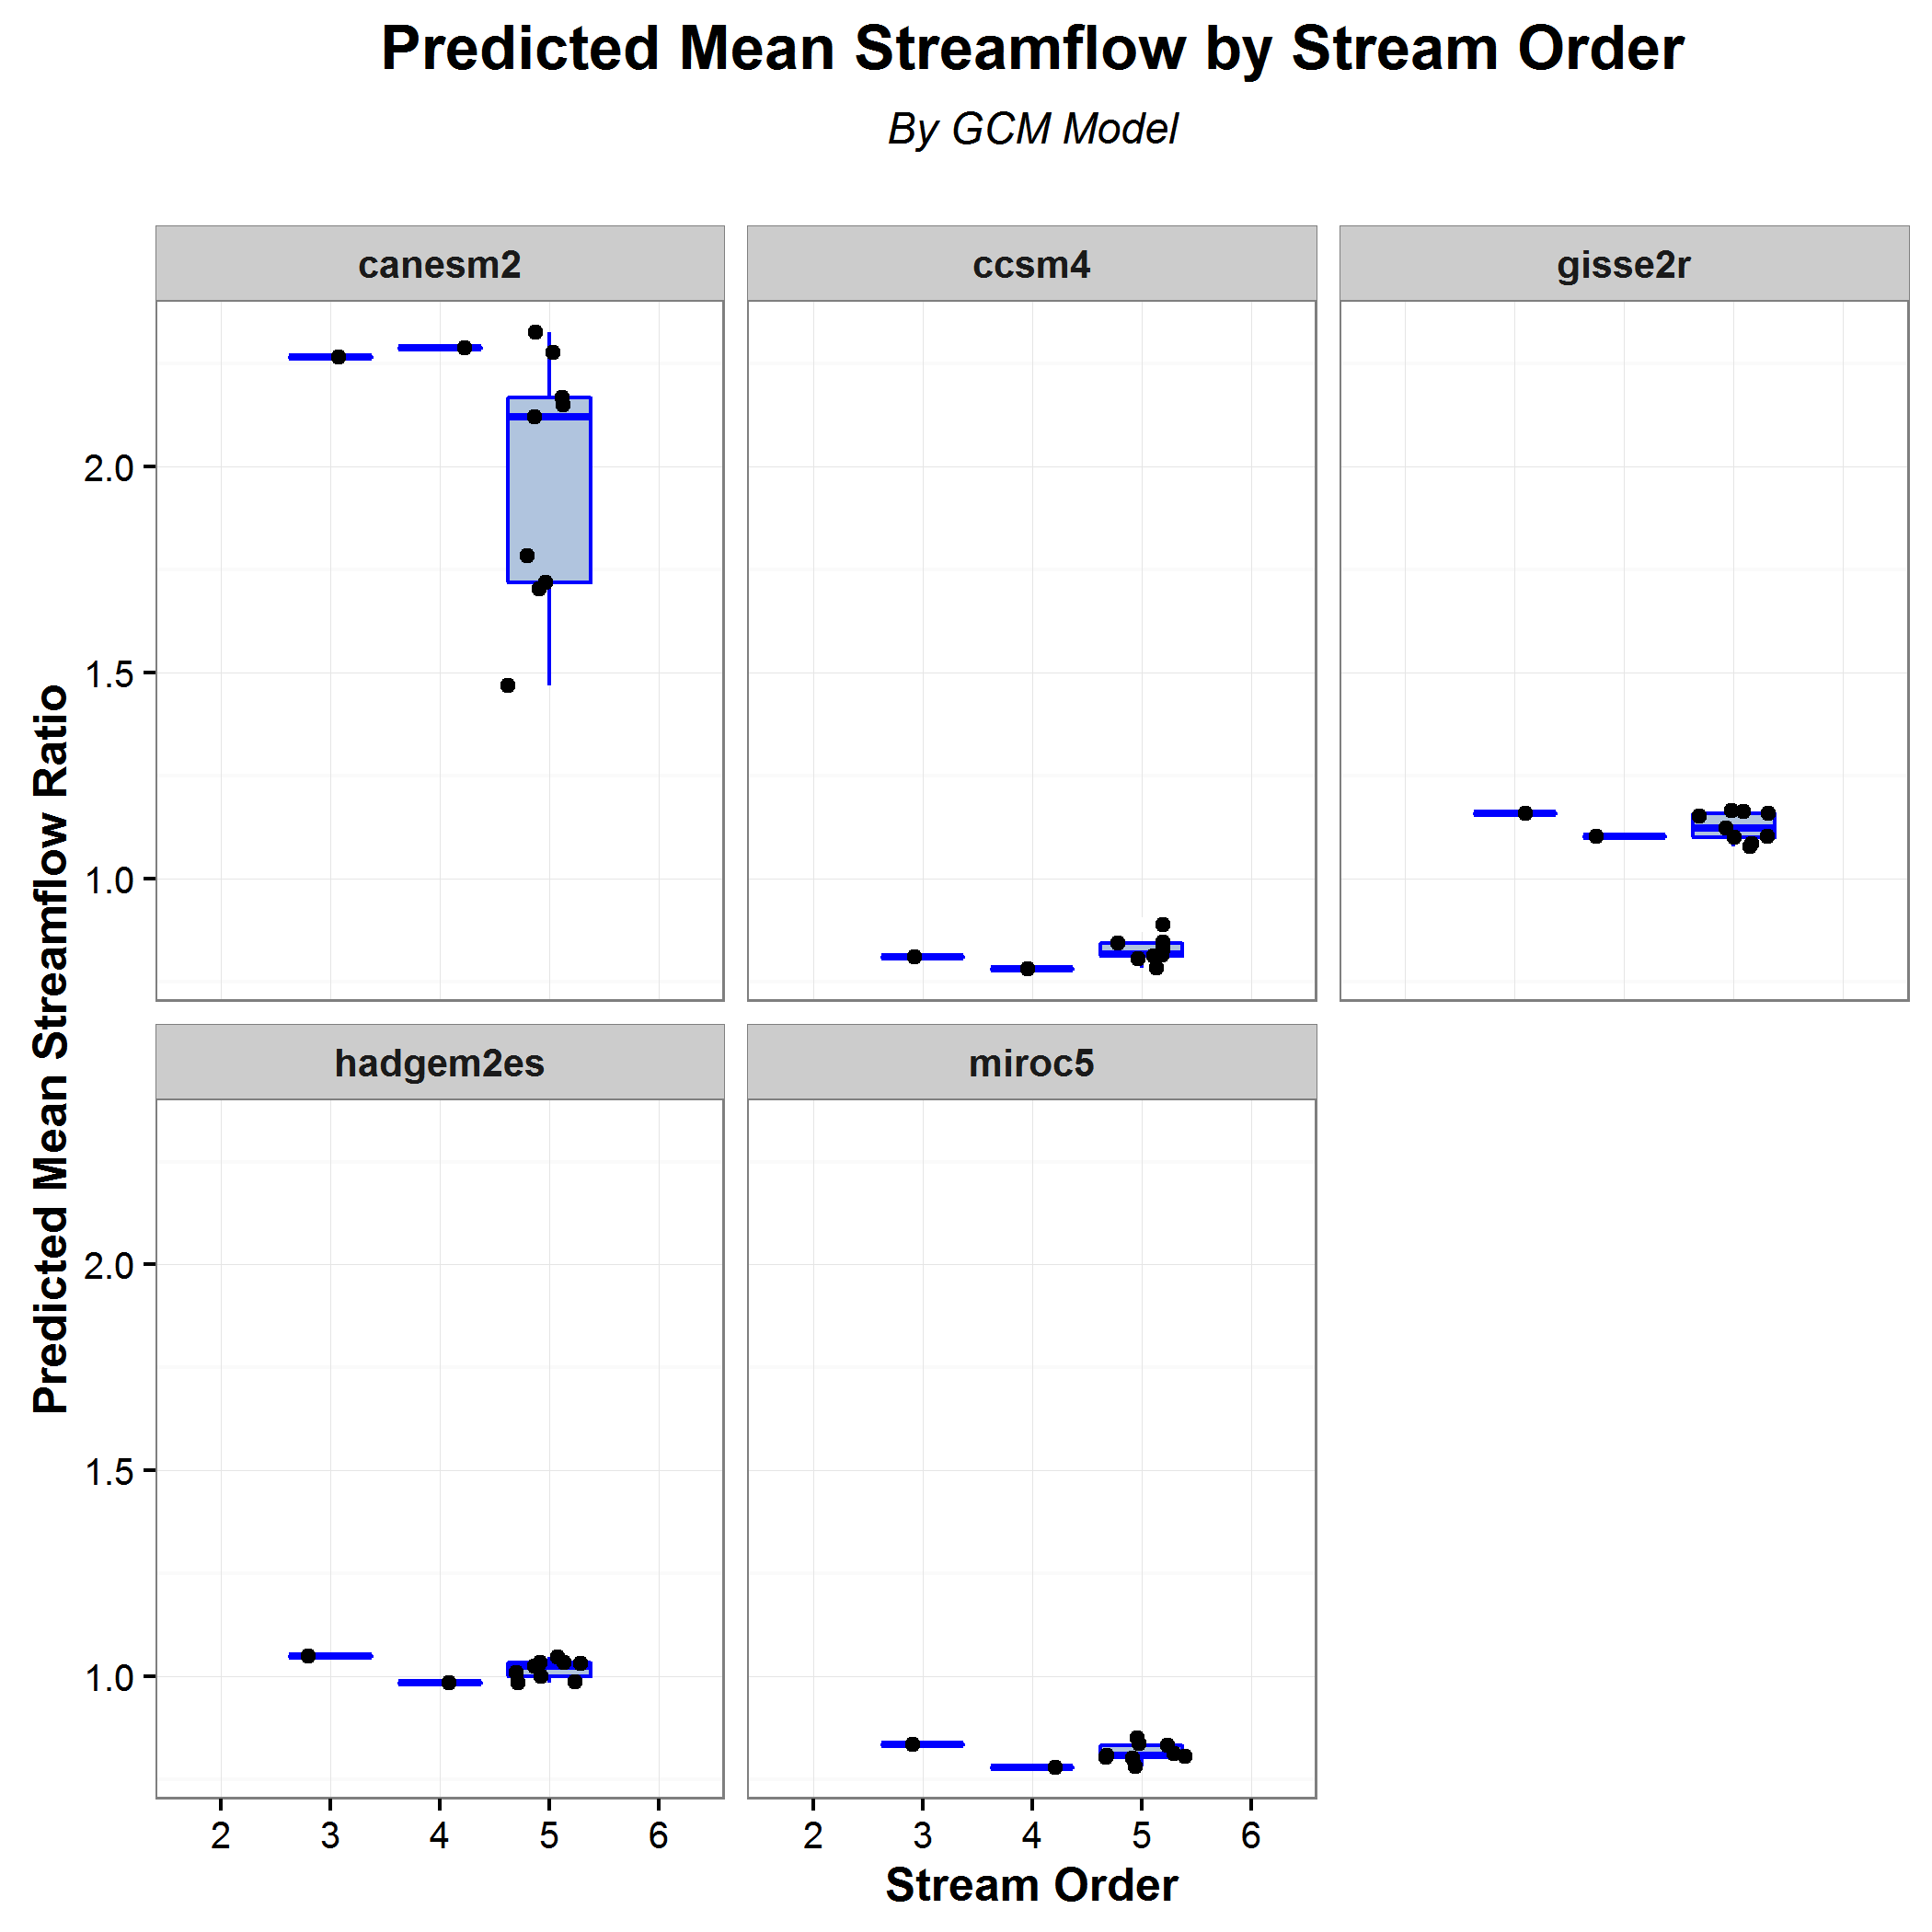 Predicted Mean Streamflow by Stream Order
By GCM Model
canesm2
ccsm4
gisse2r
2.0
1.5
1.0
hadgem2es
miroc5
2.0
1.5
1.0
2 3 4 5 6
2 3 4 5 6
Stream Order
Predicted Mean Streamflow Ratio